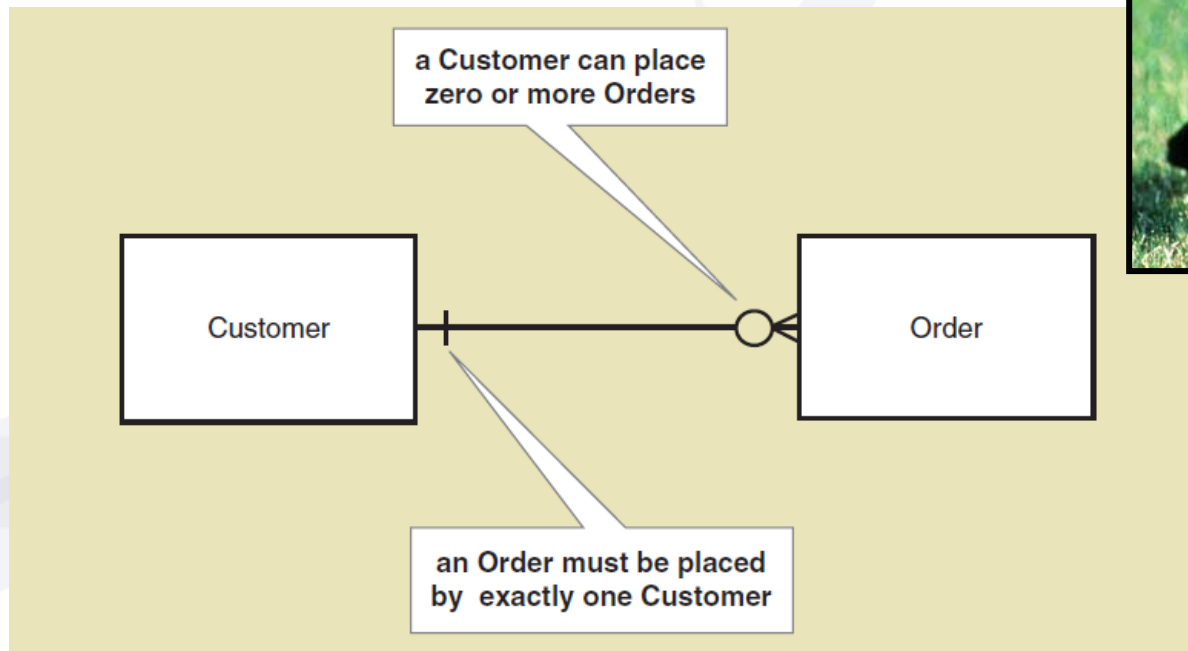 a Customer can place
zero or more Orders
Customer
Order
an Order must be placed
by exactly one Customer